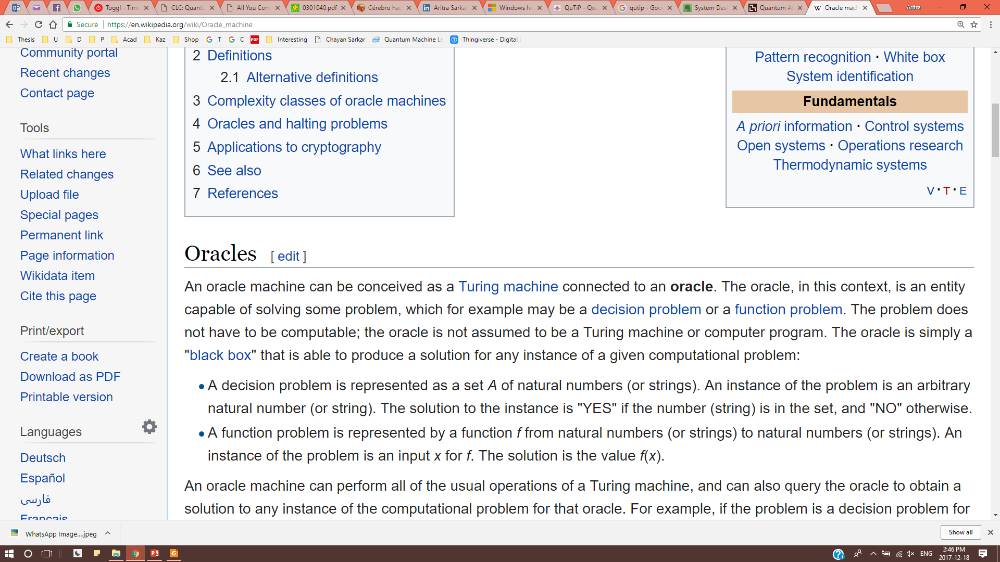 Toggl - Time
CLC: QuantL
All You Com
0301040.pdf
Cérebro hac
Aritra Sarka
Windows he
QuTiP - Qua
qutip - Goo
System Desi
Quantum A
Oracle mach
Aritra
Secure
https://en.wikipedia.org/wiki/Oracle_machine
Thesis
U
D
P
Acad
Kaz
Shop
T
C
PDF
Interesting
Chayan Sarkar
Quantum Machine Le
Thingiverse - Digital D
Community portal
Recent changes
Contact page
Tools
What links here
Related changes
Upload file
Special pages
Permanent link
Page information
Wikidata item
Cite this page
Print/export
Create a book
Download as PDF
Printable version
Languages
Deutsch
Español
فارسی
Français
2 Definitions
2.1 Alternative definitions
3 Complexity classes of oracle machines
4 Oracles and halting problems
5 Applications to cryptography
6 See also
7 References
Pattern recognition · White box
System identification
Fundamentals
A priori information · Control systems
Open systems · Operations research
Thermodynamic systems
V · T · E
Oracles [ edit ]
An oracle machine can be conceived as a Turing machine connected to an oracle. The oracle, in this context, is an entity
capable of solving some problem, which for example may be a decision problem or a function problem. The problem does
not have to be computable; the oracle is not assumed to be a Turing machine or computer program. The oracle is simply a
"black box" that is able to produce a solution for any instance of a given computational problem:
• A decision problem is represented as a set A of natural numbers (or strings). An instance of the problem is an arbitrary
natural number (or string). The solution to the instance is "YES" if the number (string) is in the set, and "NO" otherwise.
• A function problem is represented by a function f from natural numbers (or strings) to natural numbers (or strings). An
instance of the problem is an input x for f. The solution is the value f(x).
An oracle machine can perform all of the usual operations of a Turing machine, and can also query the oracle to obtain a
solution to any instance of the computational problem for that oracle. For example, if the problem is a decision problem for
WhatsApp Image....jpeg
Show all
ENG
2:46 PM
2017-12-18